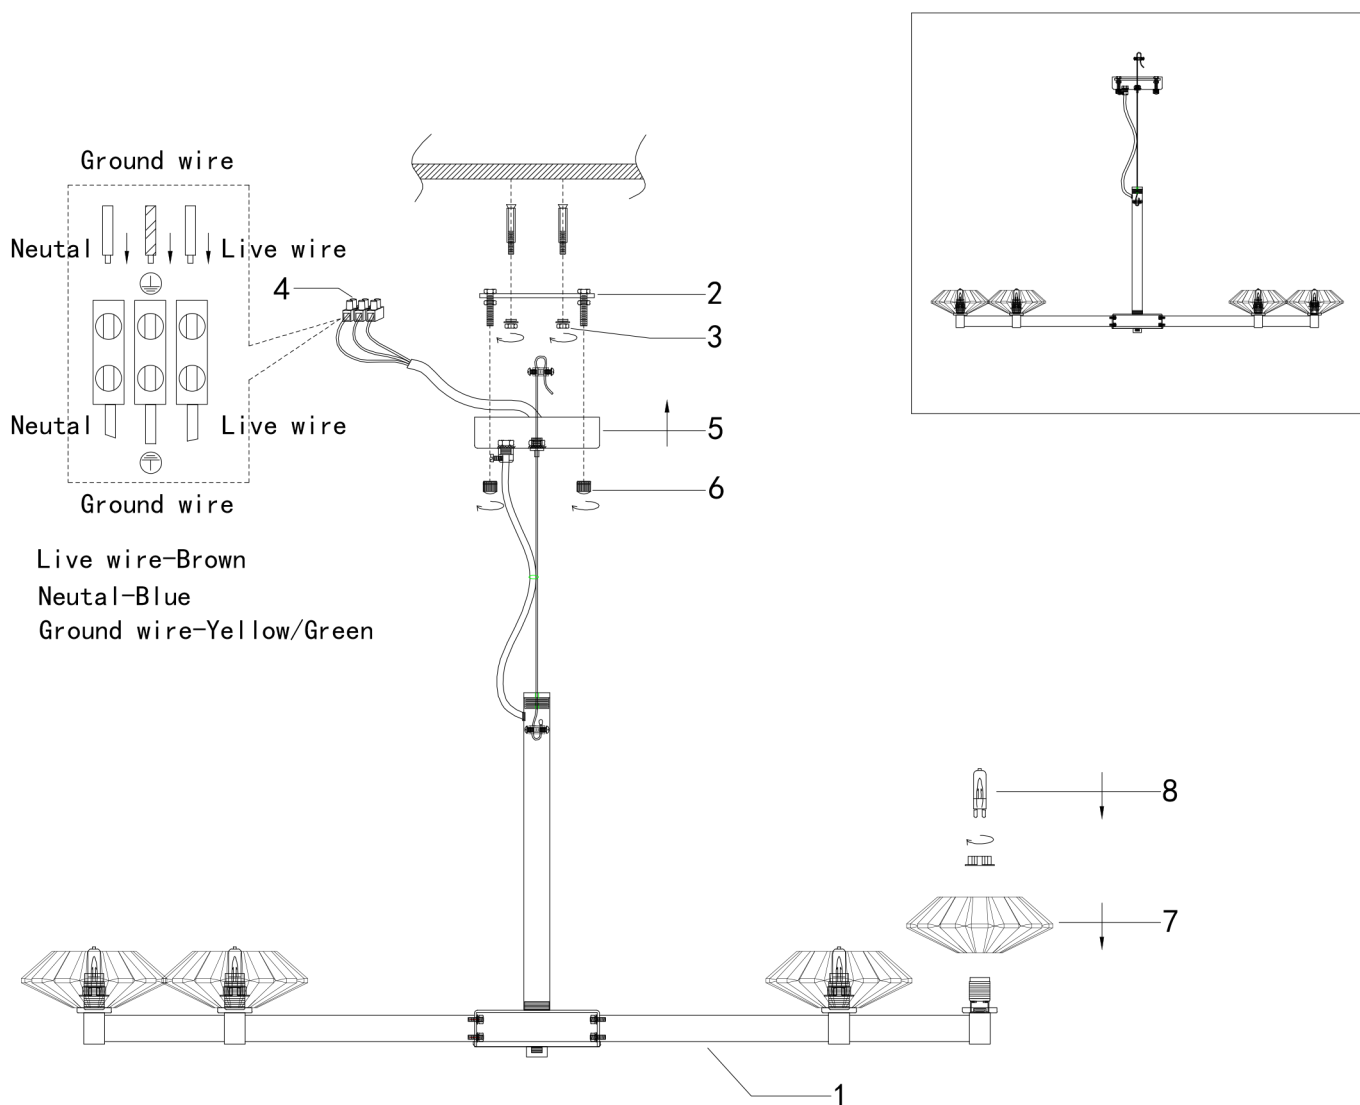 Ground wire
Neutal
Live wire
4
2
3
Neutal
Live wire
5
6
Ground wire
Live wire-Brown
Neutal-Blue
Ground wire-Yellow/Green
8
7
1